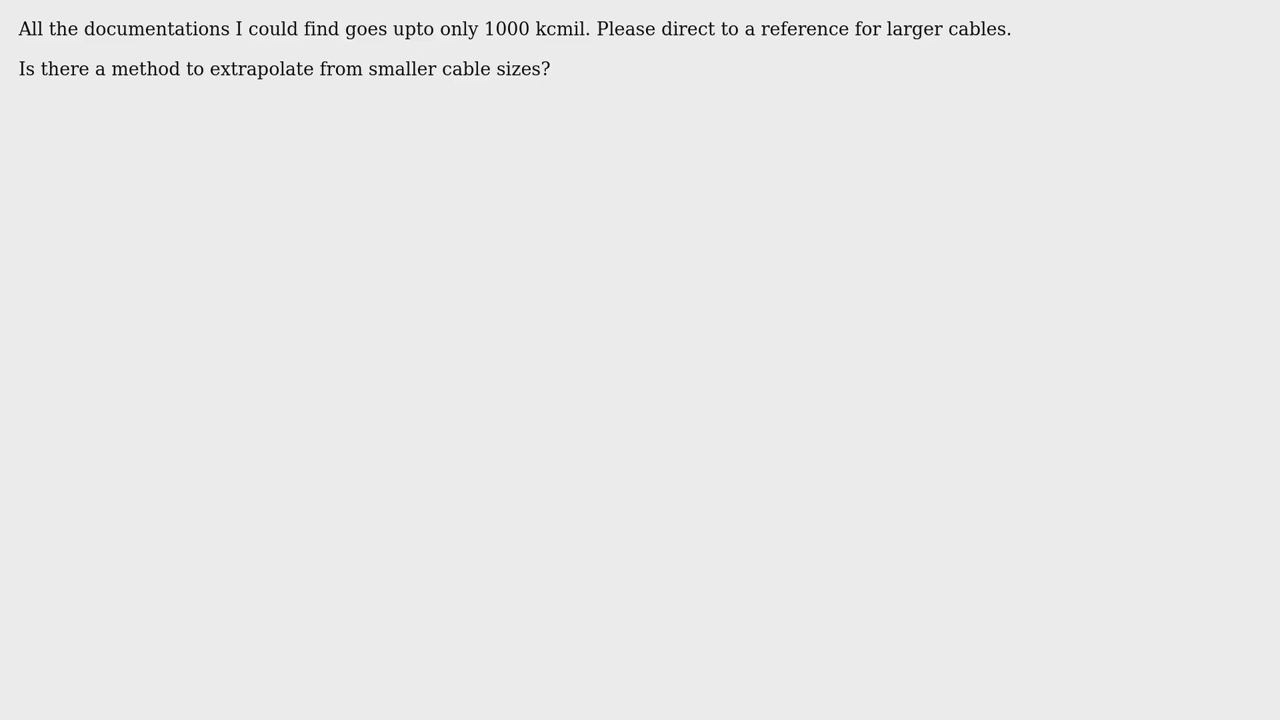 All the documentations I could find goes upto only 1000 kcmil. Please direct to a reference for larger cables.
Is there a method to extrapolate from smaller cable sizes?